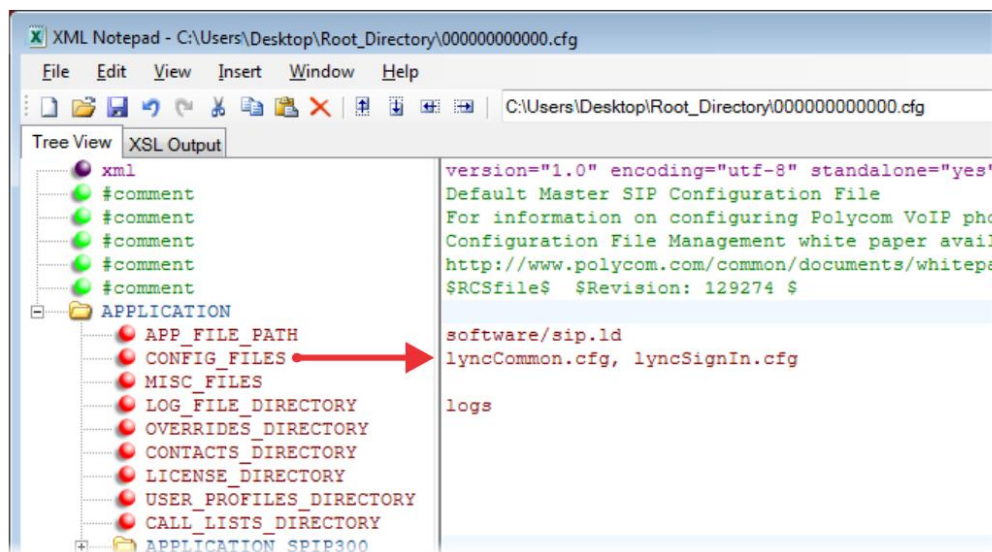 XML Notepad - C:\Users\Desktop\Root_Directory\000000000000.cfg
File Edit View Insert Window Help
C:\Users\Desktop\Root_Directory\000000000000.cfg
Tree View XSL Output
xml version="1.0" encoding="utf-8" standalone="yes"
#comment Default Master SIP Configuration File
#comment For information on configuring Polycom VoIP pho
#comment Configuration File Management white paper avail
#comment http://www.polycom.com/common/documents/whitepa
#comment $RCSfile$ $Revision: 129274 $
APPLICATION
APP_FILE_PATH software/sip.ld
CONFIG_FILES lyncCommon.cfg, lyncSignIn.cfg
MISC_FILES
LOG_FILE_DIRECTORY logs
OVERRIDES_DIRECTORY
CONTACTS_DIRECTORY
LICENSE_DIRECTORY
USER_PROFILES_DIRECTORY
CALL_LISTS_DIRECTORY
APPLICATION_SPIP300